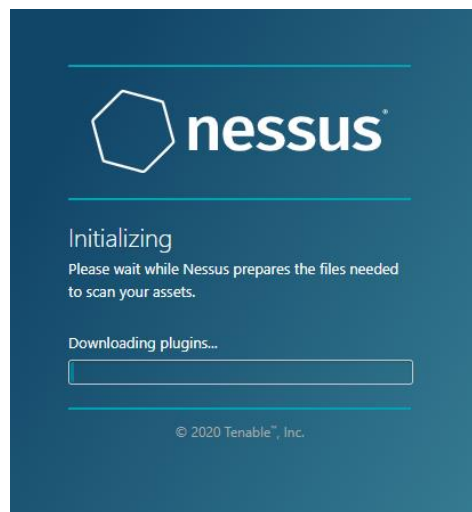 nessus®
Initializing
Please wait while Nessus prepares the files needed
to scan your assets.
Downloading plugins...
© 2020 Tenable™, Inc.